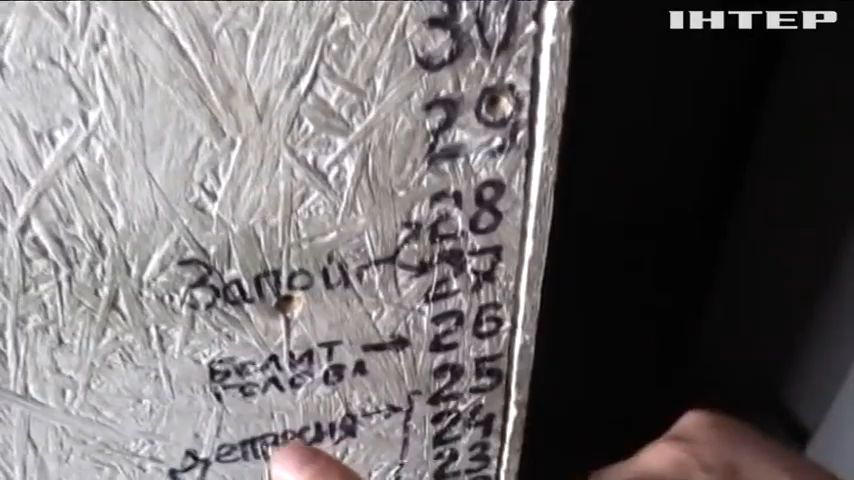 ІНТЕР
30
29
28
Запой 27
26
Болит
голова
25
депрессия 24
23